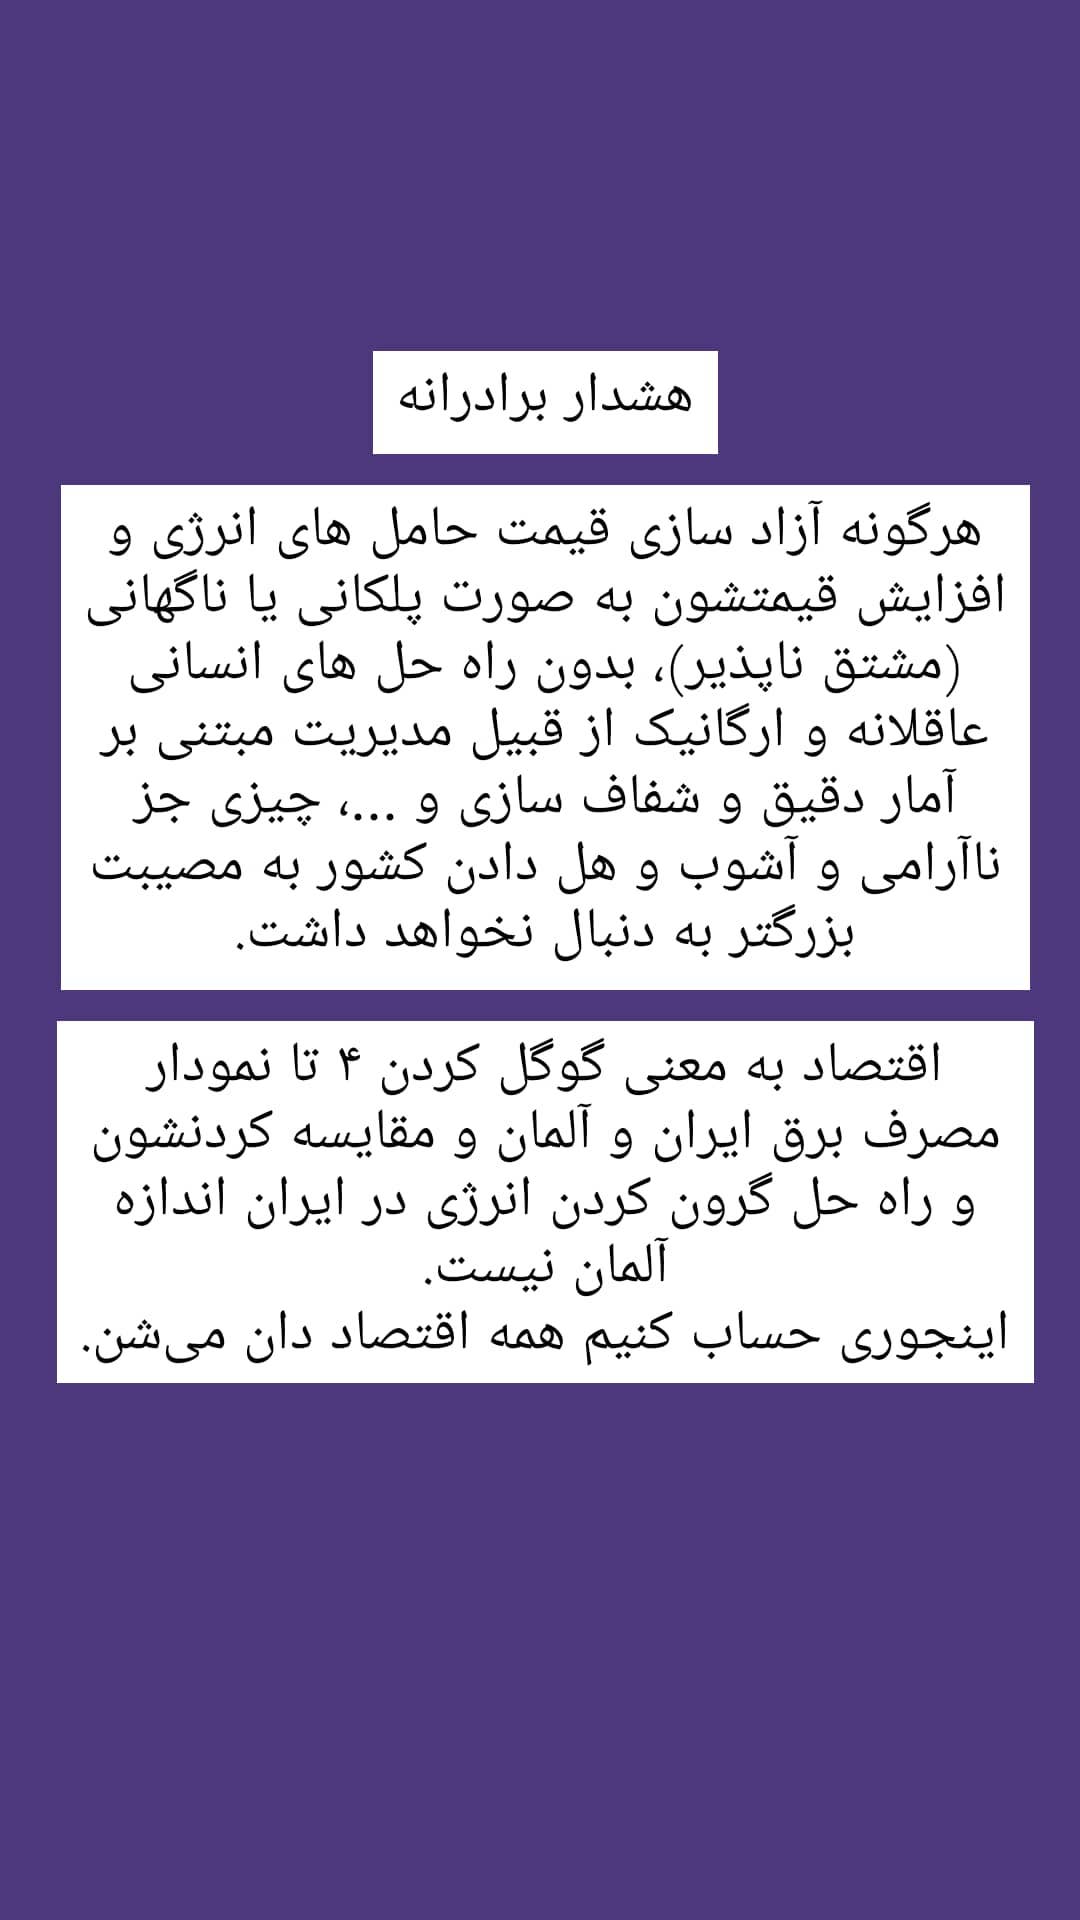 هشدار برادرانه
هرگونه آزاد سازی قیمت حامل های انرژی و
افزایش قیمتشون به صورت پلکانی یا ناگهانی
(مشتق ناپذیر)، بدون راه حل های انسانی
عاقلانه و ارگانیک از قبیل مدیریت مبتنی بر
آمار دقیق و شفاف سازی و ...، چیزی جز
ناآرامی و آشوب و هل دادن کشور به مصیبت
بزرگتر به دنبال نخواهد داشت.
اقتصاد به معنی گوگل کردن ۴ تا نمودار
مصرف برق ایران و آلمان و مقایسه کردنشون
و راه حل گرون کردن انرژی در ایران اندازه
آلمان نیست.
اینجوری حساب کنیم همه اقتصاد دان می‌شن.